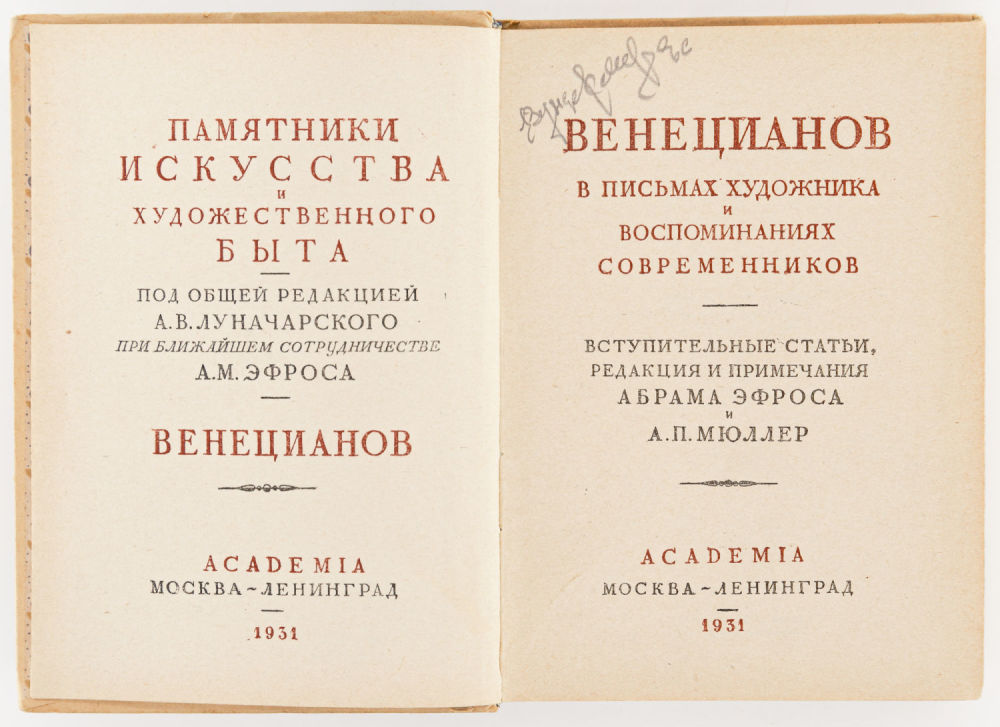 ПАМЯТНИКИ
ИСКУССТВА
И
ХУДОЖЕСТВЕННОГО
БЫТА
ПОД ОБЩЕЙ РЕДАКЦИЕЙ
А.В.ЛУНАЧАРСКОГО
ПРИ БЛИЖАЙШЕМ СОТРУДНИЧЕСТВЕ
А.М.ЭФРОСА
ВЕНЕЦИАНОВ
ACADEMIA
МОСКВА~ЛЕНИНГРАД
1931
ВЕНЕЦИАНОВ
В ПИСЬМАХ ХУДОЖНИКА
И
ВОСПОМИНАНИЯХ
СОВРЕМЕННИКОВ
ВСТУПИТЕЛЬНЫЕ СТАТЬИ,
РЕДАКЦИЯ И ПРИМЕЧАНИЯ
АБРАМА ЭФРОСА
И
А.П.МЮЛЛЕР
ACADEMIA
МОСКВА~ЛЕНИНГРАД
1931